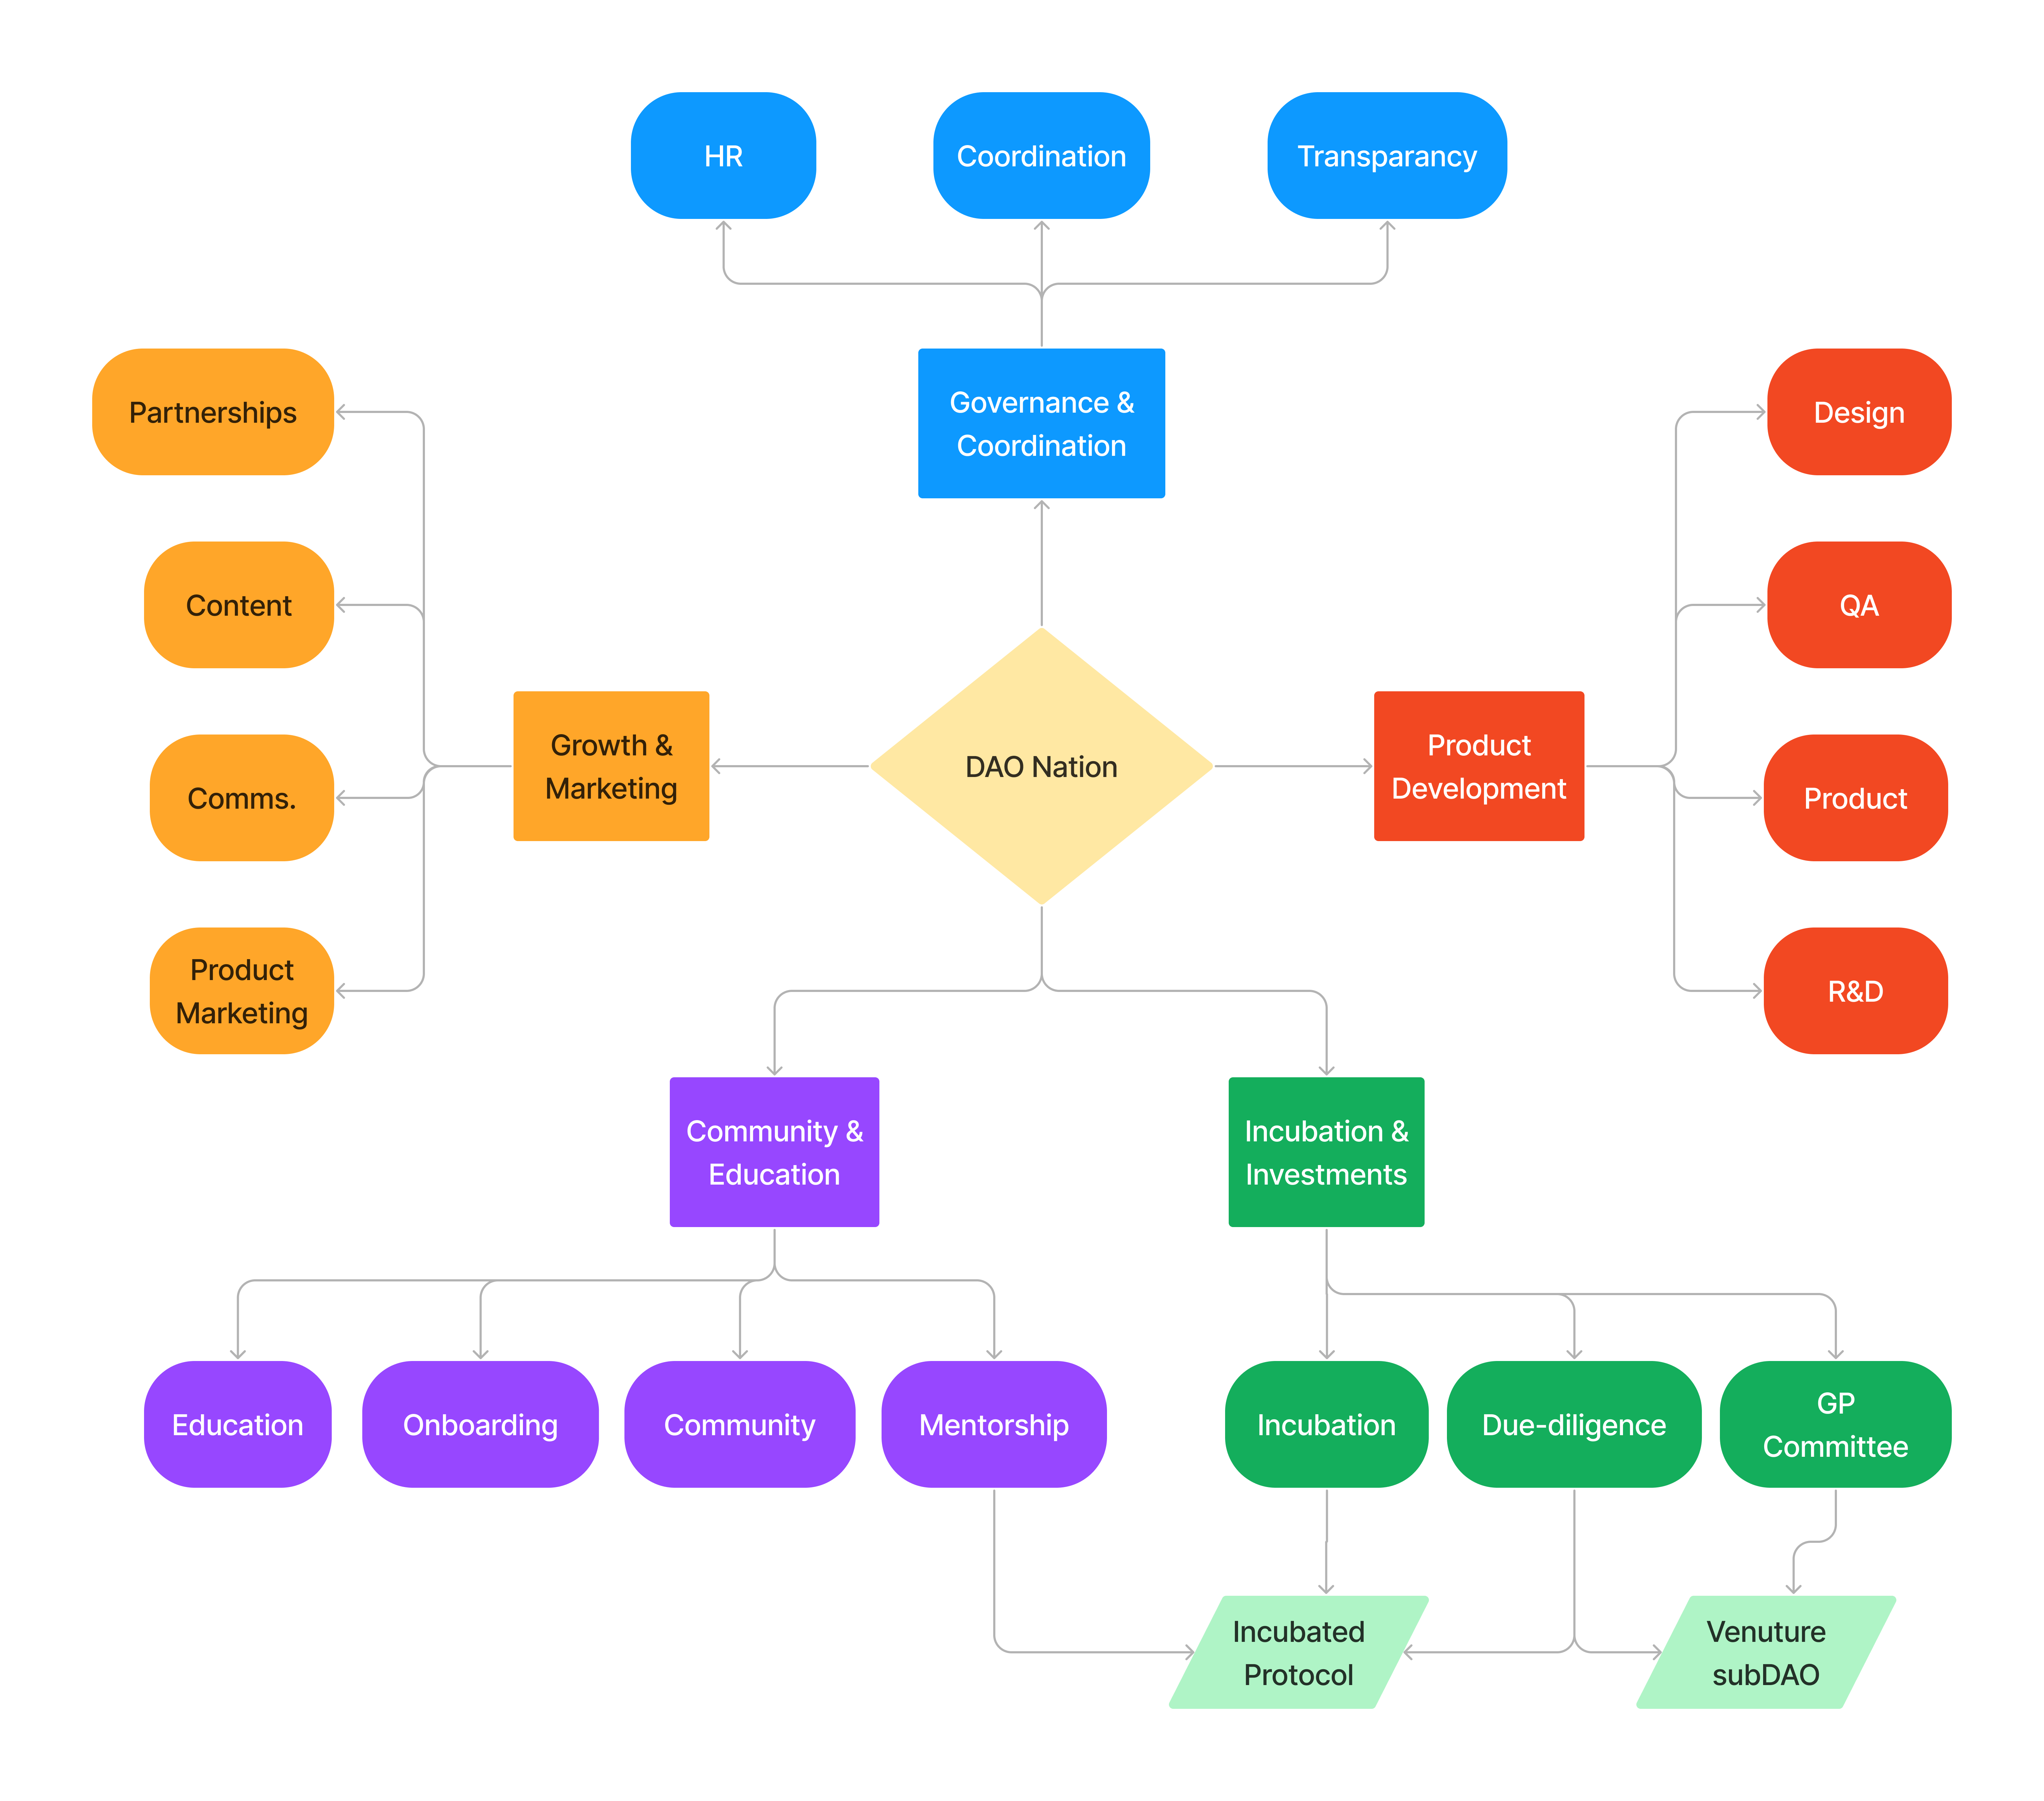 HR
Coordination
Transparancy
Governance &
Coordination
Partnerships
Content
Comms.
Product
Marketing
Growth &
Marketing
DAO Nation
Product
Development
Design
QA
Product
R&D
Community &
Education
Incubation &
Investments
Education
Onboarding
Community
Mentorship
Incubation
Due-diligence
GP
Committee
Incubated
Protocol
Venuture
subDAO